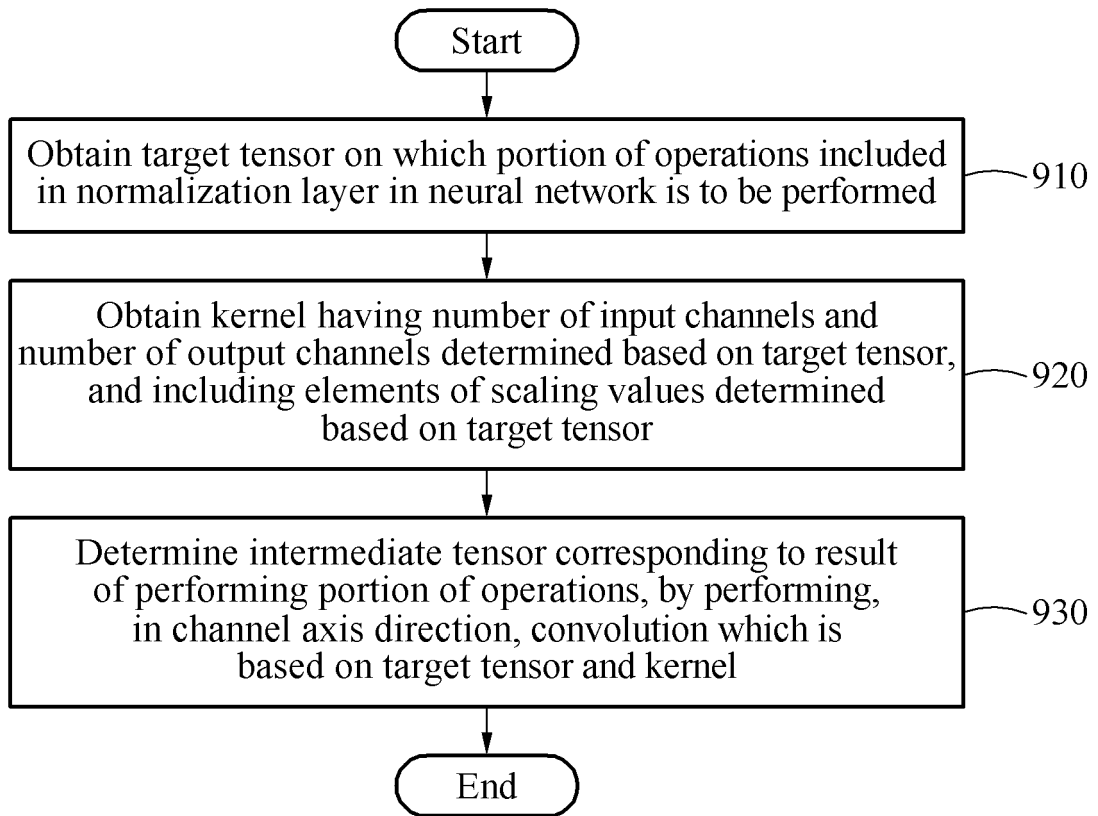 Start
Obtain target tensor on which portion of operations included
in normalization layer in neural network is to be performed
910
Obtain kernel having number of input channels and
number of output channels determined based on target tensor,
and including elements of scaling values determined
based on target tensor
920
Determine intermediate tensor corresponding to result
of performing portion of operations, by performing,
in channel axis direction, convolution which is
based on target tensor and kernel
930
End